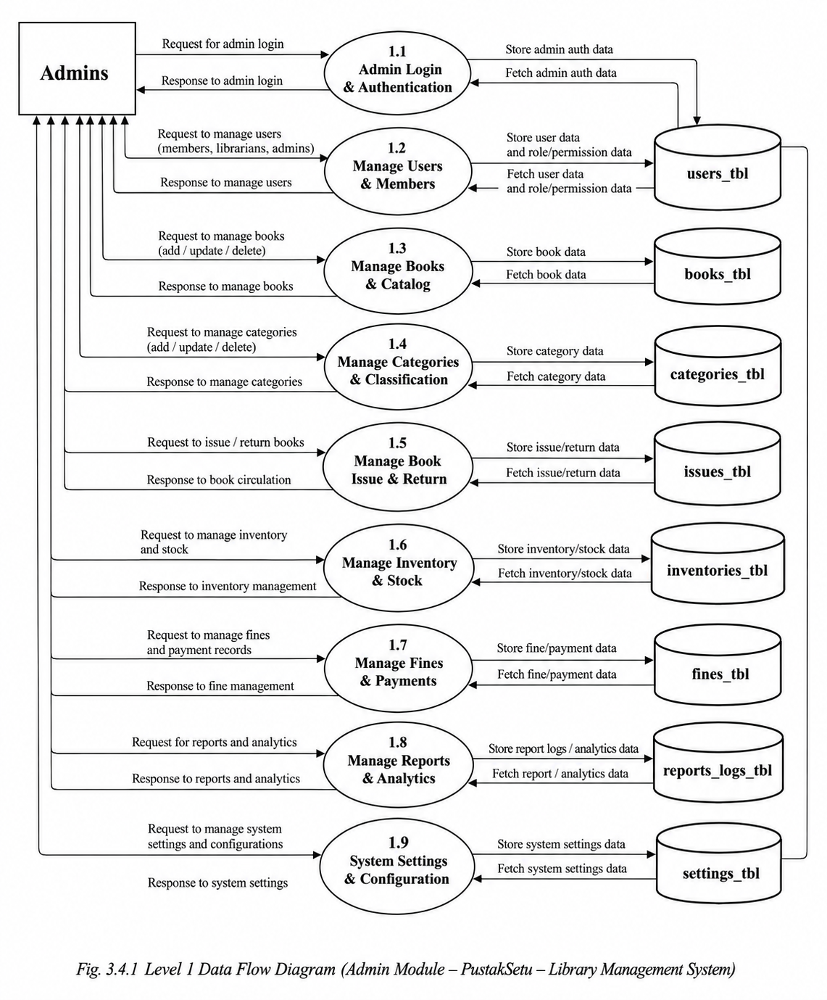 Admins
Request for admin login
Response to admin login
1.1
Admin Login
& Authentication
Store admin auth data
Fetch admin auth data
Request to manage users
(members, librarians, admins)
Response to manage users
1.2
Manage Users
& Members
Store user data
and role/permission data
Fetch user data
and role/permission data
users_tbl
Request to manage books
(add / update / delete)
Response to manage books
1.3
Manage Books
& Catalog
Store book data
Fetch book data
books_tbl
Request to manage categories
(add / update / delete)
Response to manage categories
1.4
Manage Categories
& Classification
Store category data
Fetch category data
categories_tbl
Request to issue / return books
Response to book circulation
1.5
Manage Book
Issue & Return
Store issue/return data
Fetch issue/return data
issues_tbl
Request to manage inventory
and stock
Response to inventory management
1.6
Manage Inventory
& Stock
Store inventory/stock data
Fetch inventory/stock data
inventories_tbl
Request to manage fines
and payment records
Response to fine management
1.7
Manage Fines
& Payments
Store fine/payment data
Fetch fine/payment data
fines_tbl
Request for reports and analytics
Response to reports and analytics
1.8
Manage Reports
& Analytics
Store report logs / analytics data
Fetch report / analytics data
reports_logs_tbl
Request to manage system
settings and configurations
Response to system settings
1.9
System Settings
& Configuration
Store system settings data
Fetch system settings data
settings_tbl
Fig. 3.4.1 Level 1 Data Flow Diagram (Admin Module – PustakSetu – Library Management System)